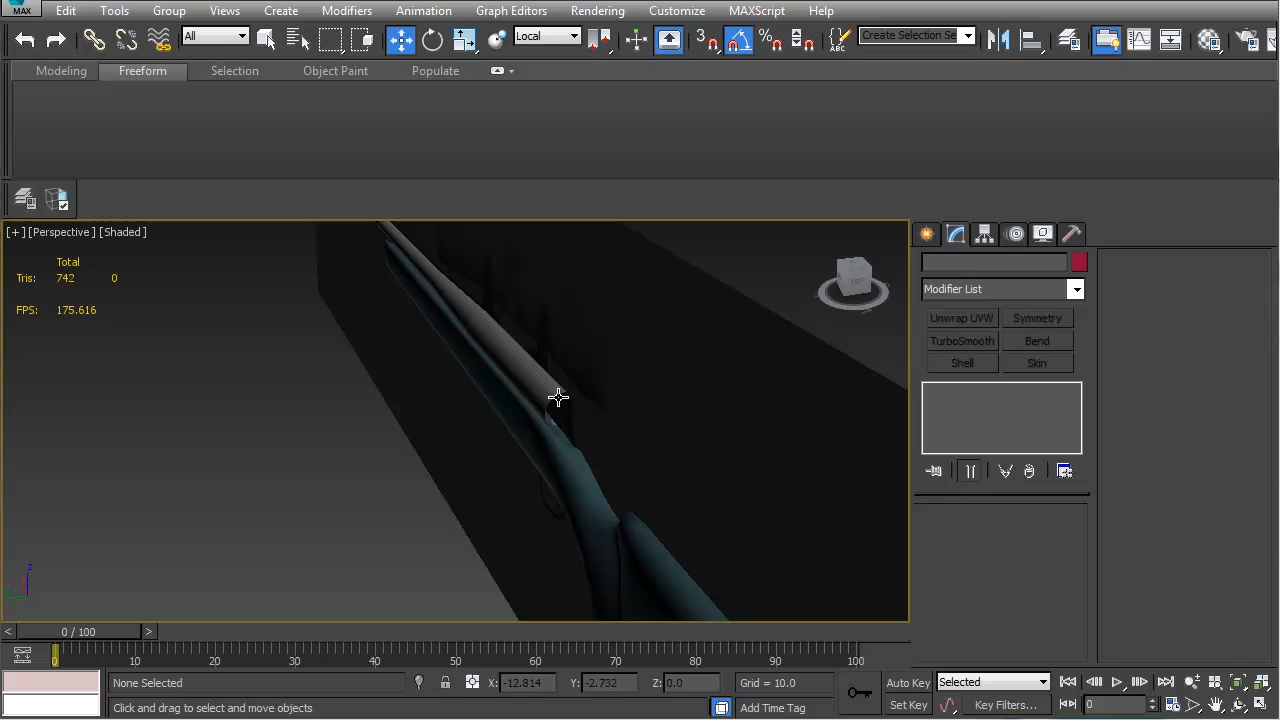 MAX Edit Tools Group Views Create Modifiers Animation Graph Editors Rendering Customize MAXScript Help
All Local 3 % ABC Create Selection Se
Modeling Freeform Selection Object Paint Populate
[+] [Perspective] [Shaded]
Total
Tris: 742 0
FPS: 175.616
Modifier List
Unwrap UVW Symmetry
TurboSmooth Bend
Shell Skin
z
< 0 / 100 >
0 10 20 30 40 50 60 70 80 90 100
None Selected X: -12.814 Y: -2.732 Z: 0.0 Grid = 10.0 Auto Key Selected
Click and drag to select and move objects Add Time Tag Set Key Key Filters... 0